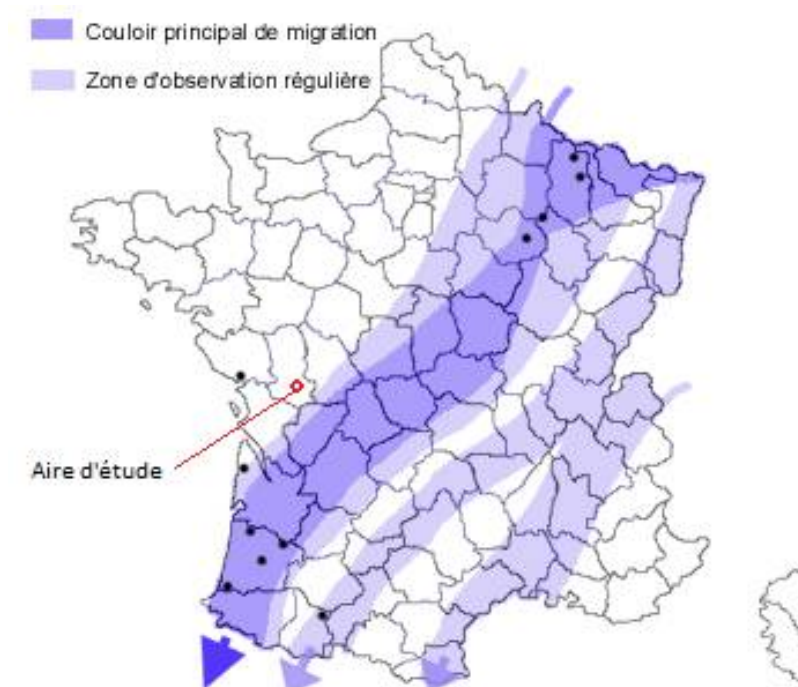 Couloir principal de migration
Zone d'observation régulière
Aire d'étude